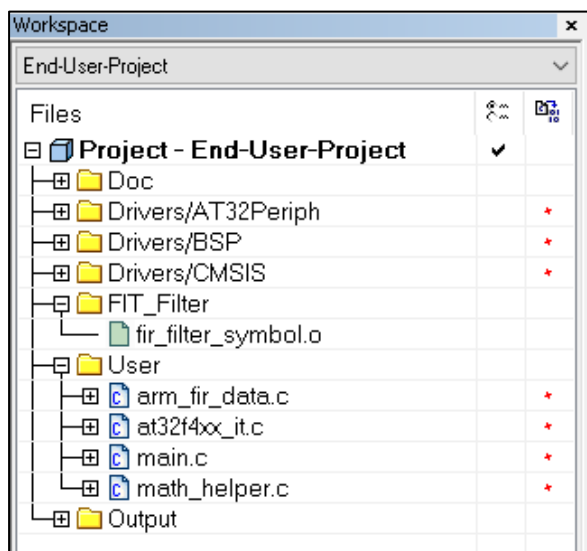 Workspace
End-User-Project
Files
Project - End-User-Project
Doc
Drivers/AT32Periph
Drivers/BSP
Drivers/CMSIS
FIT_Filter
fir_filter_symbol.o
User
arm_fir_data.c
at32f4xx_it.c
main.c
math_helper.c
Output